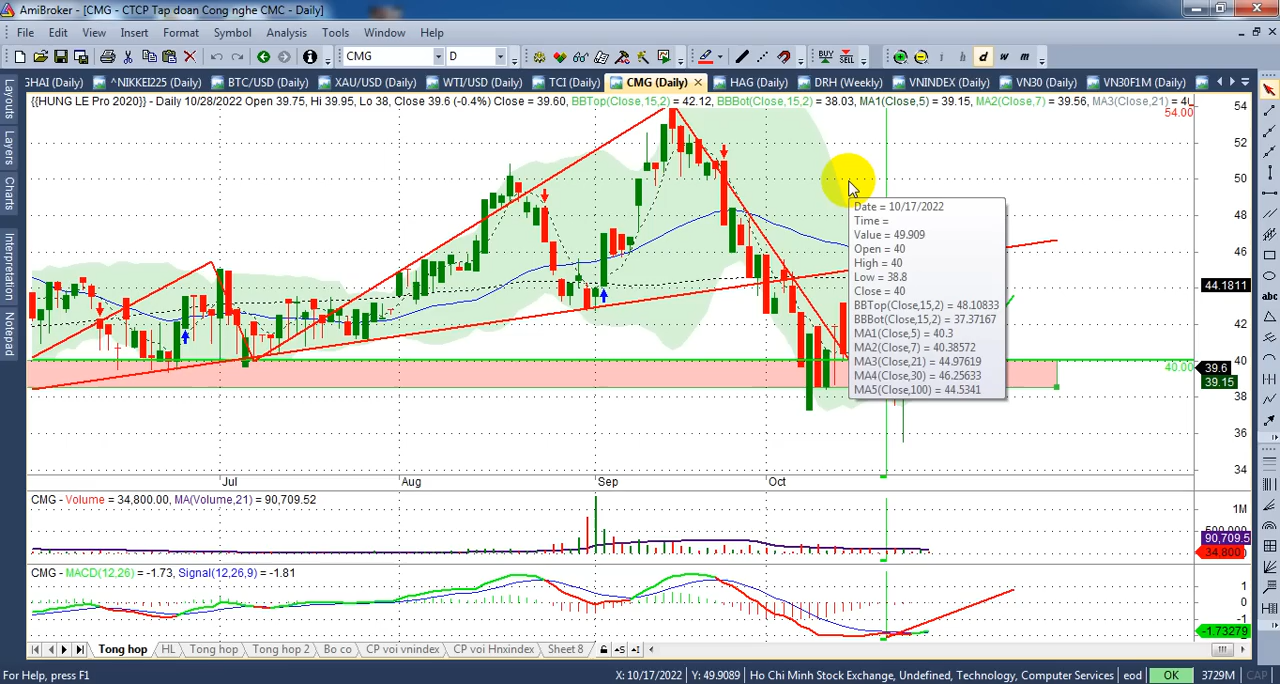 AmiBroker - [CMG - CTCP Tap doan Cong nghe CMC - Daily]
File Edit View Insert Format Symbol Analysis Tools Window Help
CMG D BUY SELL i h d w m
GHAI (Daily) ^NIKKEI225 (Daily) BTC/USD (Daily) XAU/USD (Daily) WTI/USD (Daily) TCI (Daily) CMG (Daily) HAG (Daily) DRH (Weekly) VNINDEX (Daily) VN30 (Daily) VN30F1M (Daily)
Layouts
Layers
Charts
Interpretation
Notepad
{{HUNG LE Pro 2020}} - Daily 10/28/2022 Open 39.75, Hi 39.95, Lo 38, Close 39.6 (-0.4%) Close = 39.60, BBTop(Close,15,2) = 42.12, BBBot(Close,15,2) = 38.03, MA1(Close,5) = 39.15, MA2(Close,7) = 39.56, MA3(Close,21) = 4
54
54.00
52
50
48
46
44.1811
42
40
40.00
39.6
39.15
38
36
34
Date = 10/17/2022
Time =
Value = 49.909
Open = 40
High = 40
Low = 38.8
Close = 40
BBTop(Close,15,2) = 48.10833
BBBot(Close,15,2) = 37.37167
MA1(Close,5) = 40.3
MA2(Close,7) = 40.38572
MA3(Close,21) = 44.97619
MA4(Close,30) = 46.25633
MA5(Close,100) = 44.5341
Jul Aug Sep Oct
CMG - Volume = 34,800.00, MA(Volume,21) = 90,709.52
1M
500,000
90,709.5
34,800
CMG - MACD(12,26) = -1.73, Signal(12,26,9) = -1.81
1
0
-1
-1.73279
Tong hop HL Tong hop Tong hop 2 Bo co CP voi vnindex CP voi Hnxindex Sheet 8
For Help, press F1 X: 10/17/2022 Y: 49.9089 Ho Chi Minh Stock Exchange, Undefined, Technology, Computer Services eod OK 3729M CAP
abc